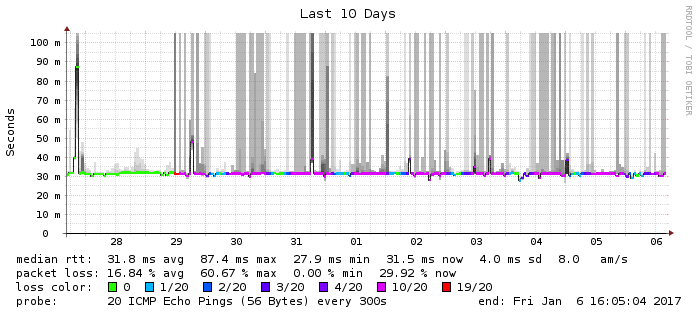 Last 10 Days
RRDTOOL / TOBI OETIKER
Seconds
100 m
90 m
80 m
70 m
60 m
50 m
40 m
30 m
20 m
10 m
0
28 29 30 31 01 02 03 04 05 06
median rtt: 31.8 ms avg 87.4 ms max 27.9 ms min 31.5 ms now 4.0 ms sd 8.0 am/s
packet loss: 16.84 % avg 60.67 % max 0.00 % min 29.92 % now
loss color: 0 1/20 2/20 3/20 4/20 10/20 19/20
probe: 20 ICMP Echo Pings (56 Bytes) every 300s end: Fri Jan 6 16:05:04 2017